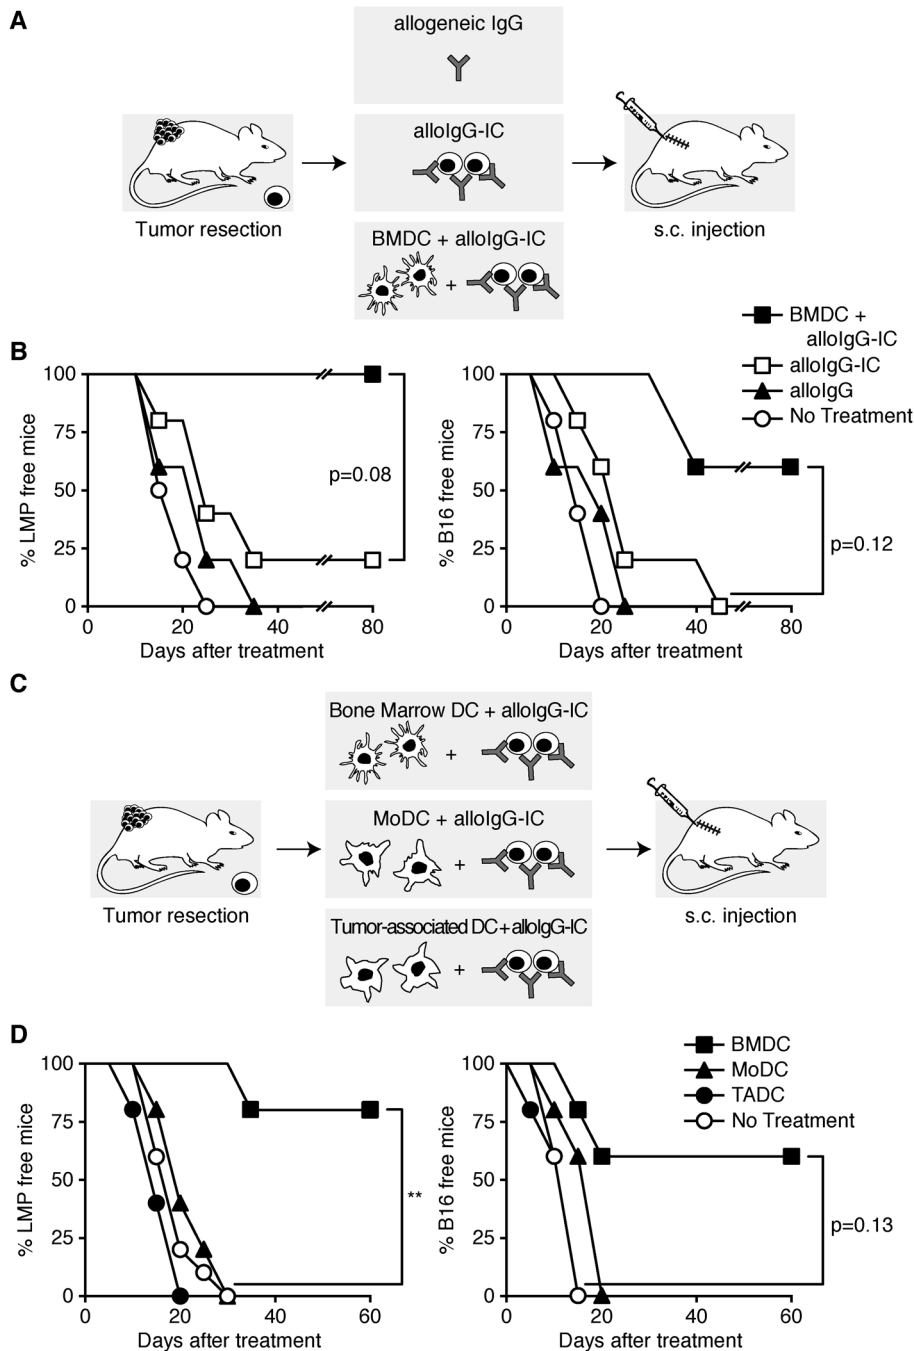 A
allogeneic IgG
alloIgG-IC
BMDC + alloIgG-IC
+
Tumor resection
s.c. injection
B
BMDC +
alloIgG-IC
alloIgG-IC
alloIgG
No Treatment
% LMP free mice
100
75
50
25
0
0 20 40 80
Days after treatment
p=0.08
% B16 free mice
100
75
50
25
0
0 20 40 80
Days after treatment
p=0.12
C
Bone Marrow DC + alloIgG-IC
+
MoDC + alloIgG-IC
+
Tumor-associated DC + alloIgG-IC
+
Tumor resection
s.c. injection
D
BMDC
MoDC
TADC
No Treatment
% LMP free mice
100
75
50
25
0
0 20 40 60
Days after treatment
**
% B16 free mice
100
75
50
25
0
0 20 40 60
Days after treatment
p=0.13